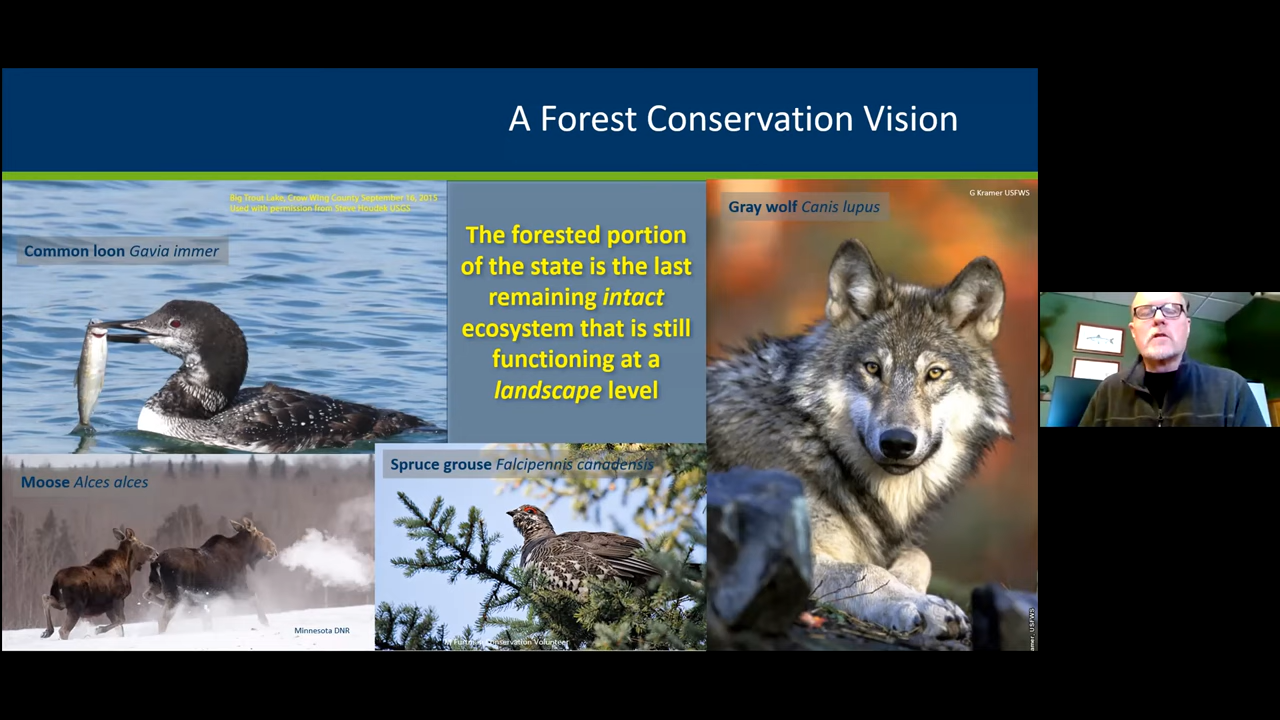 A Forest Conservation Vision
Big Trout Lake, Crow Wing County September 16, 2015
Used with permission from Steve Houdek USGS
Common loon Gavia immer
The forested portion
of the state is the last
remaining intact
ecosystem that is still
functioning at a
landscape level
Gray wolf Canis lupus
G Kramer USFWS
Moose Alces alces
Minnesota DNR
Spruce grouse Falcipennis canadensis
Conservation Volunteer
USFWS